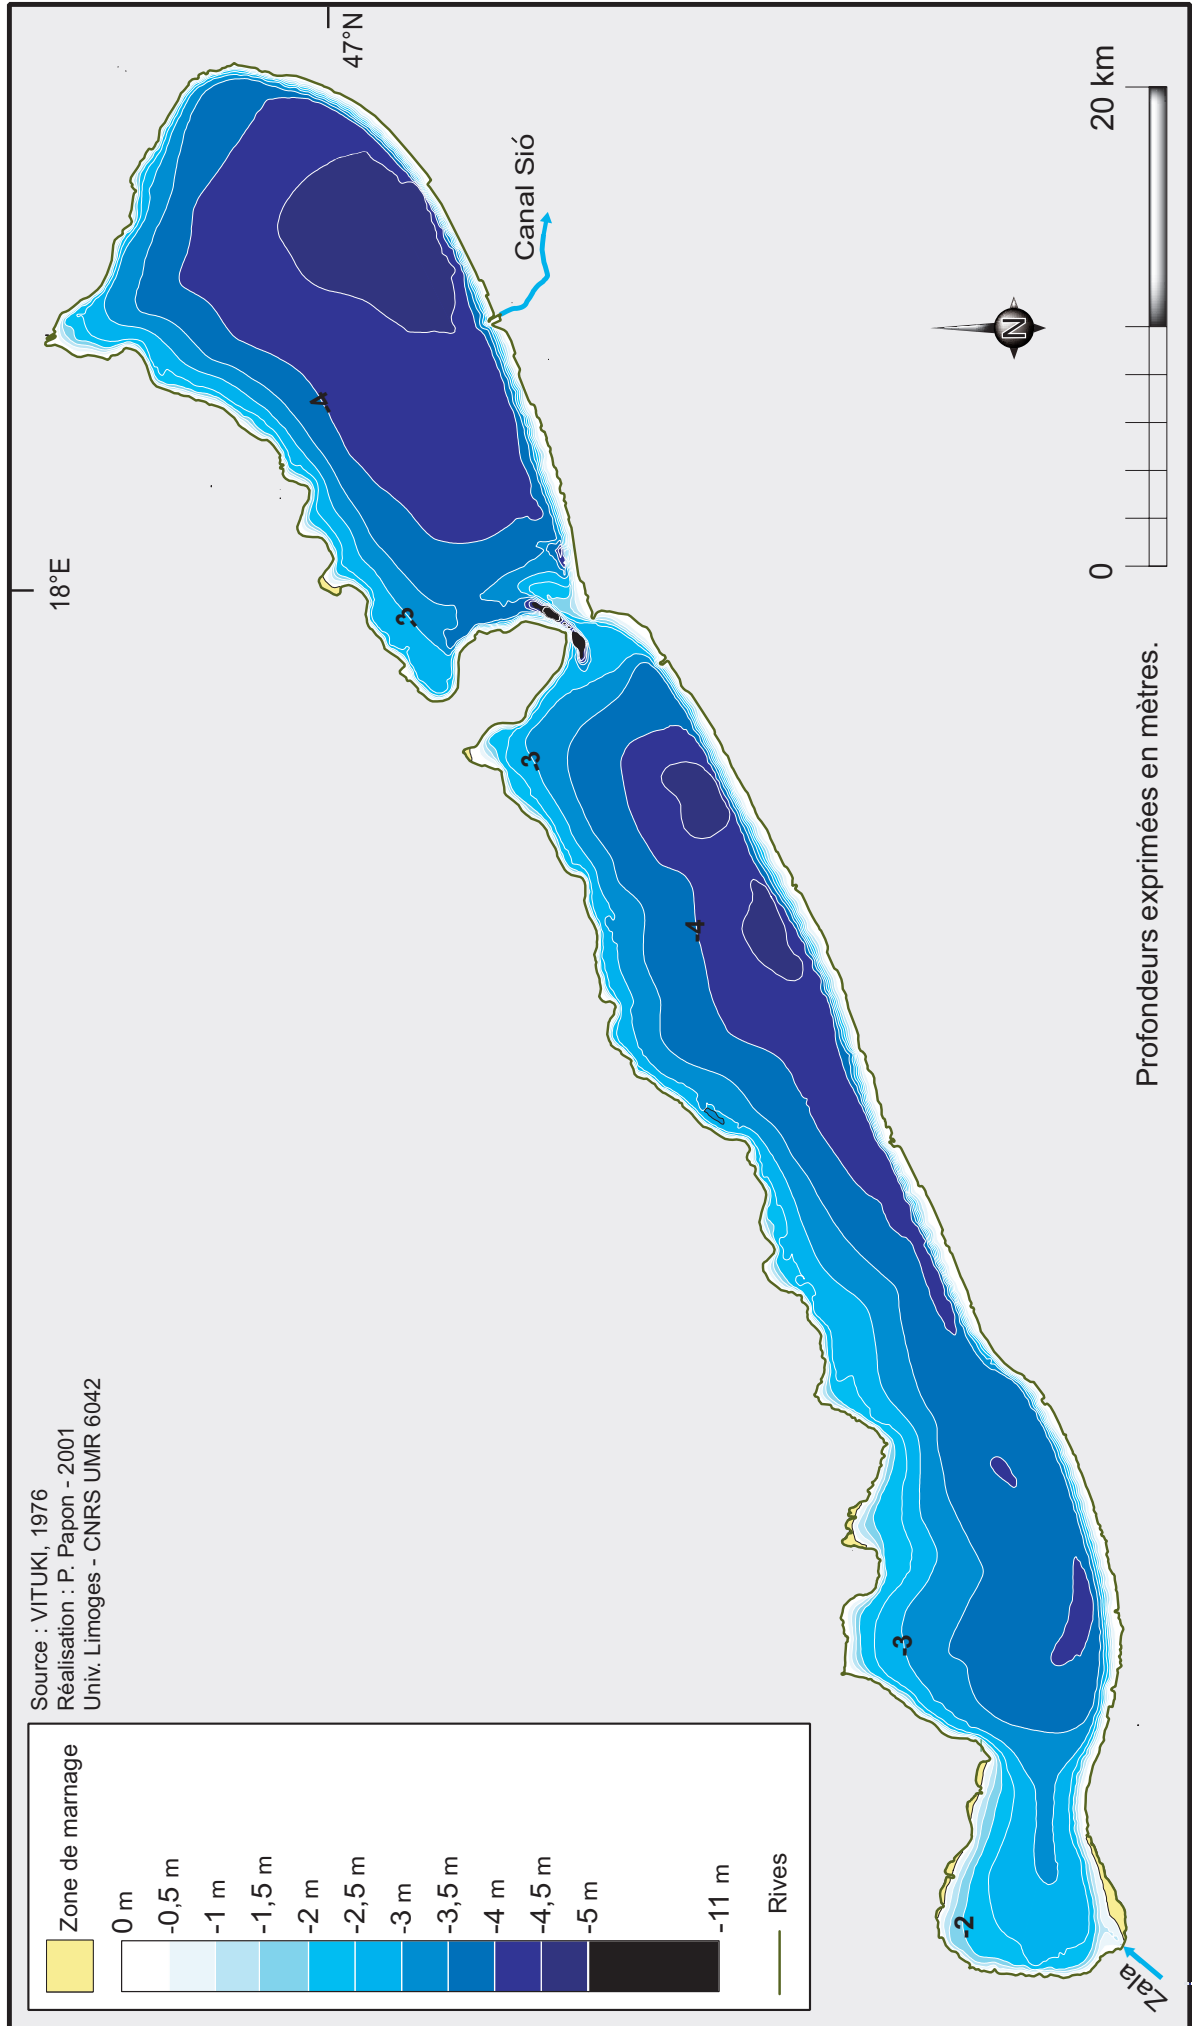 Source : VITUKI, 1976
Réalisation : P. Papon - 2001
Univ. Limoges - CNRS UMR 6042
Zone de marnage
0 m
-0,5 m
-1 m
-1,5 m
-2 m
-2,5 m
-3 m
-3,5 m
-4 m
-4,5 m
-5 m
-11 m
Rives
18°E
47°N
-4
-3
-3
-4
-3
-2
Canal Sió
Zala
N
0
20 km
Profondeurs exprimées en mètres.